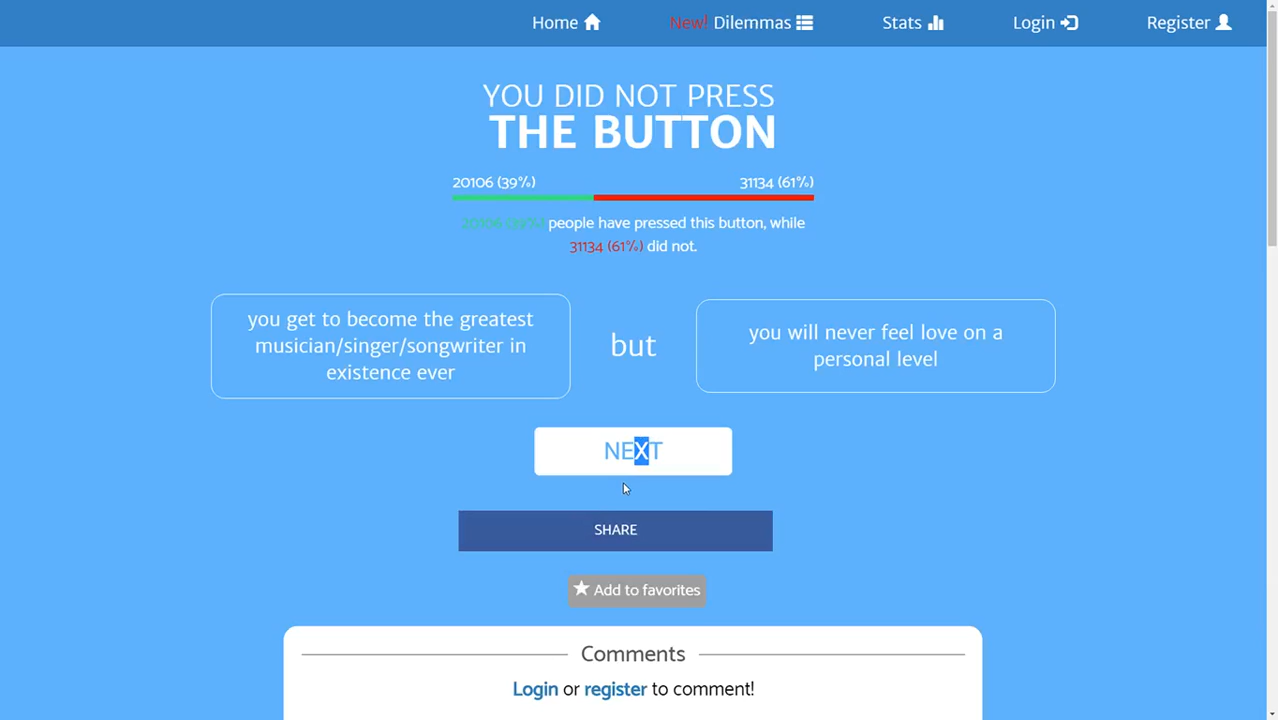 Home
New! Dilemmas
Stats
Login
Register
YOU DID NOT PRESS
THE BUTTON
20106 (39%)
31134 (61%)
20106 (39%) people have pressed this button, while
31134 (61%) did not.
you get to become the greatest
musician/singer/songwriter in
existence ever
but
you will never feel love on a
personal level
NEXT
SHARE
Add to favorites
Comments
Login or register to comment!